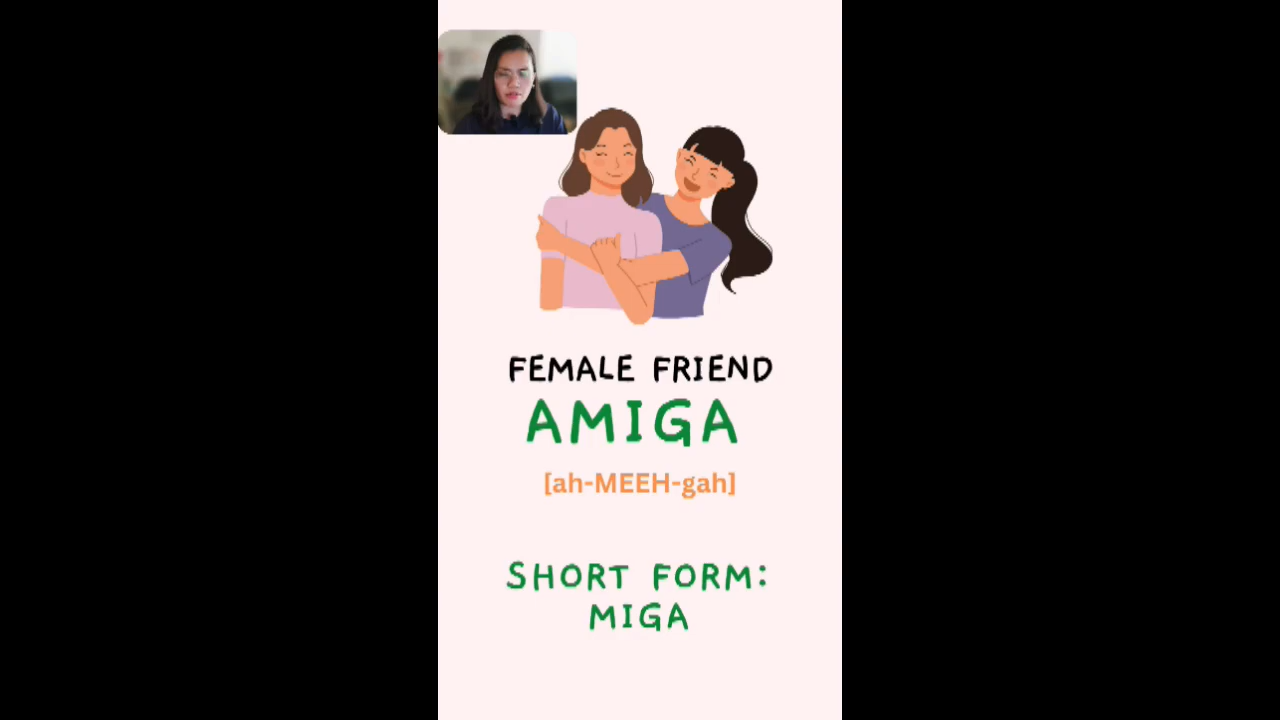 FEMALE FRIEND
AMIGA
[ah-MEEH-gah]
SHORT FORM:
MIGA